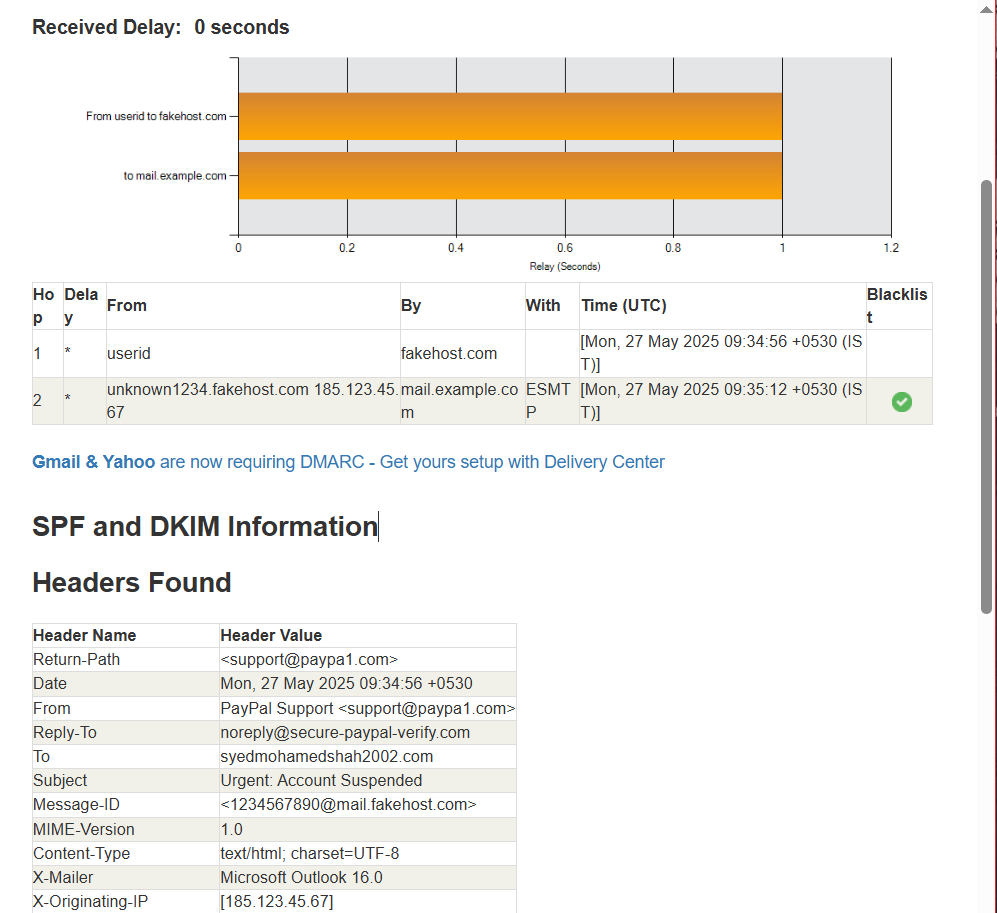 Received Delay: 0 seconds
From userid to fakehost.com
to mail.example.com
0 0.2 0.4 0.6 0.8 1 1.2
Relay (Seconds)
Ho Dela From By With Time (UTC) Blacklis
p y t
1 * userid fakehost.com [Mon, 27 May 2025 09:34:56 +0530 (IS
T)]
2 * unknown1234.fakehost.com 185.123.45. mail.example.co ESMT [Mon, 27 May 2025 09:35:12 +0530 (IS
67 m P T)]
Gmail & Yahoo are now requiring DMARC - Get yours setup with Delivery Center
SPF and DKIM Information
Headers Found
Header Name Header Value
Return-Path <support@paypa1.com>
Date Mon, 27 May 2025 09:34:56 +0530
From PayPal Support <support@paypa1.com>
Reply-To noreply@secure-paypal-verify.com
To syedmohamedshah2002.com
Subject Urgent: Account Suspended
Message-ID <1234567890@mail.fakehost.com>
MIME-Version 1.0
Content-Type text/html; charset=UTF-8
X-Mailer Microsoft Outlook 16.0
X-Originating-IP [185.123.45.67]